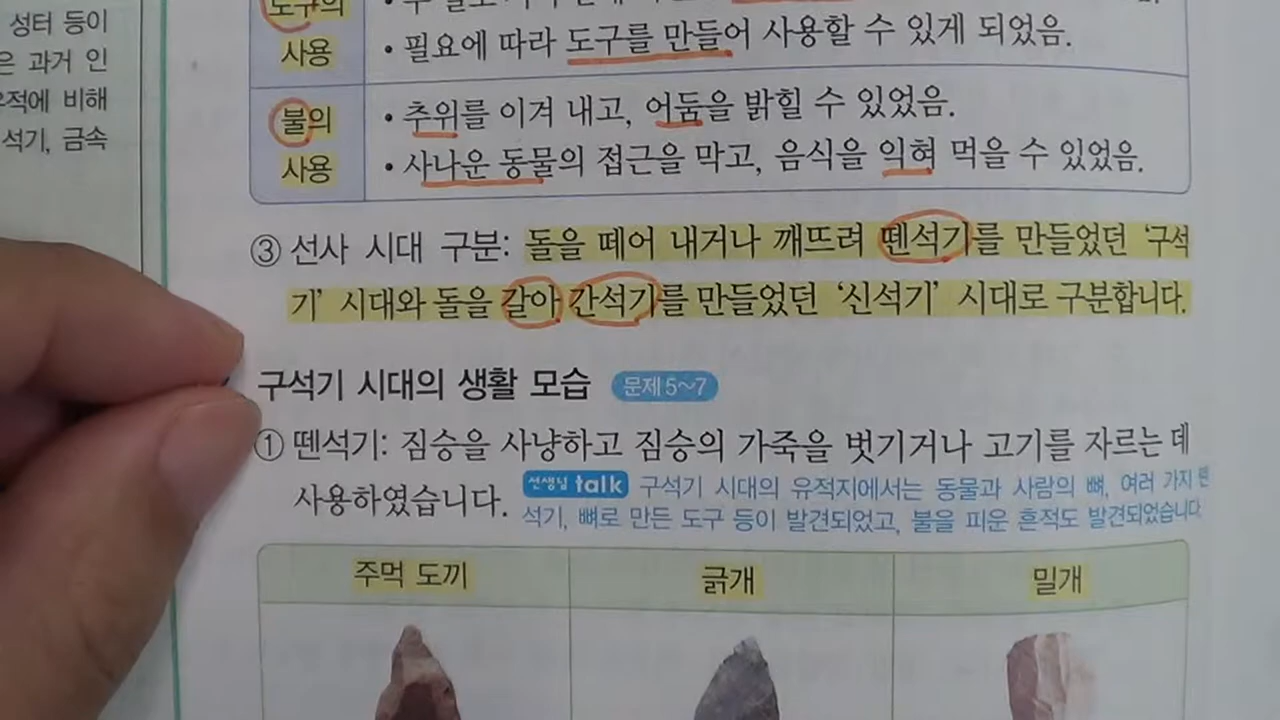 성터 등이
은 과거 인
유적에 비해
석기, 금속
도구의
사용
• 필요에 따라 도구를 만들어 사용할 수 있게 되었음.
불의
사용
• 추위를 이겨 내고, 어둠을 밝힐 수 있었음.
• 사나운 동물의 접근을 막고, 음식을 익혀 먹을 수 있었음.
③ 선사 시대 구분: 돌을 떼어 내거나 깨뜨려 뗀석기를 만들었던 ‘구석
기’ 시대와 돌을 갈아 간석기를 만들었던 ‘신석기’ 시대로 구분합니다.
구석기 시대의 생활 모습 문제 5~7
① 뗀석기: 짐승을 사냥하고 짐승의 가죽을 벗기거나 고기를 자르는 데
사용하였습니다.
선생님 talk 구석기 시대의 유적지에서는 동물과 사람의 뼈, 여러 가지 뗀
석기, 뼈로 만든 도구 등이 발견되었고, 불을 피운 흔적도 발견되었습니다.
주먹 도끼
긁개
밀개